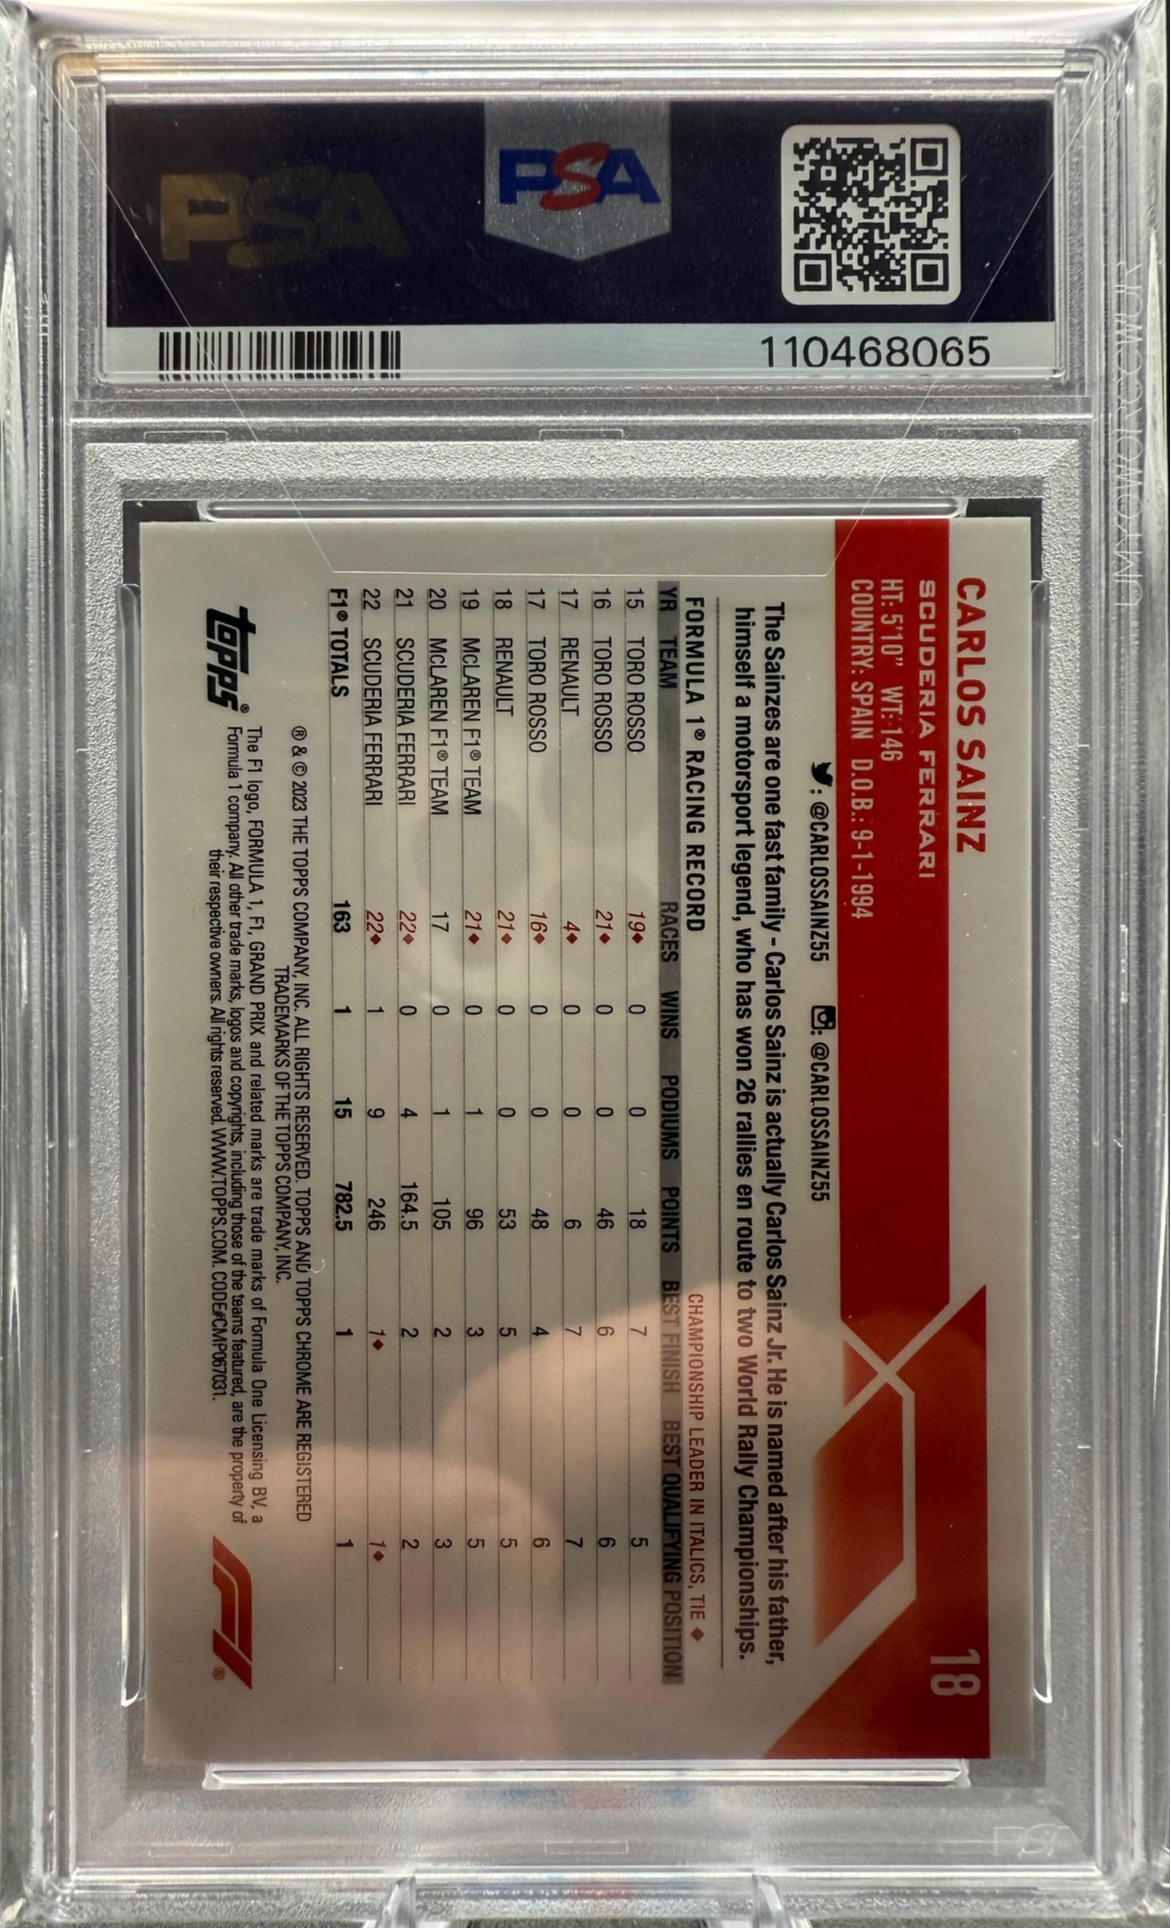 PSA
PSA
110468065
CARLOS SAINZ
18
SCUDERIA FERRARI
HT: 5'10" WT: 146
COUNTRY: SPAIN D.O.B.: 9-1-1994
: @CARLOSSAINZ55 : @CARLOSSAINZ55
The Sainzes are one fast family - Carlos Sainz is actually Carlos Sainz Jr. He is named after his father,
himself a motorsport legend, who has won 26 rallies en route to two World Rally Championships.
FORMULA 1® RACING RECORD CHAMPIONSHIP LEADER IN ITALICS, TIE ◆
YR TEAM RACES WINS PODIUMS POINTS BEST FINISH BEST QUALIFYING POSITION
15 TORO ROSSO 19◆ 0 0 18 7 5
16 TORO ROSSO 21◆ 0 0 46 6 6
17 RENAULT 4◆ 0 0 6 7 7
17 TORO ROSSO 16◆ 0 0 48 4 6
18 RENAULT 21◆ 0 0 53 5 5
19 McLAREN F1® TEAM 21◆ 0 1 96 3 5
20 McLAREN F1® TEAM 17 0 1 105 2 3
21 SCUDERIA FERRARI 22◆ 0 4 164.5 2 2
22 SCUDERIA FERRARI 22◆ 1 9 246 1◆ 1◆
F1® TOTALS 163 1 15 782.5 1 1
® & © 2023 THE TOPPS COMPANY, INC. ALL RIGHTS RESERVED. TOPPS AND TOPPS CHROME ARE REGISTERED
TRADEMARKS OF THE TOPPS COMPANY, INC.
topps®
The F1 logo, FORMULA 1, F1, GRAND PRIX and related marks are trade marks of Formula One Licensing BV, a
Formula 1 company. All other trade marks, logos and copyrights, including those of the teams featured, are the property of
their respective owners. All rights reserved. WWW.TOPPS.COM. CODE#CMP067031.
F1®